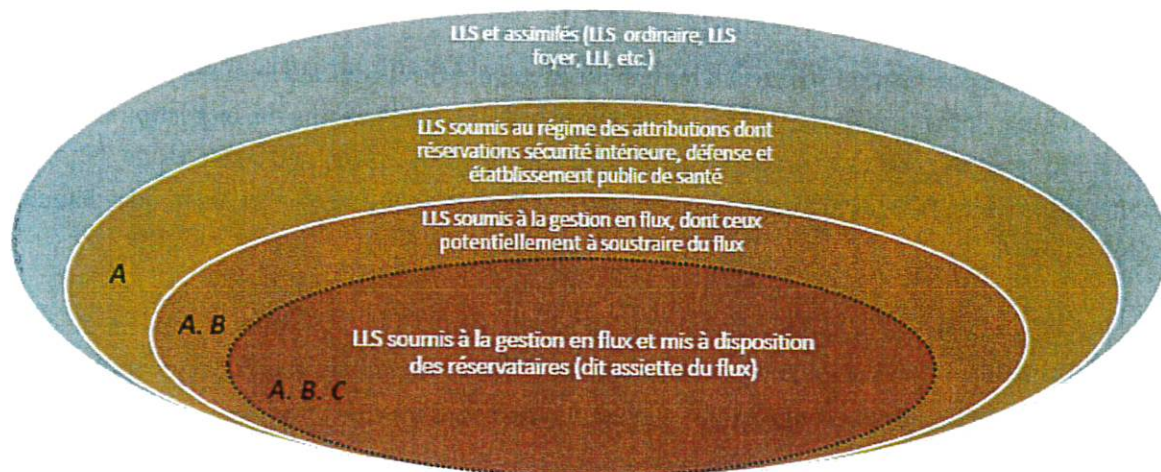 LLS et assimilés (LLS ordinaire, LLS
foyer, LLI, etc.)
LLS soumis au régime des attributions dont
réservations sécurité intérieure, défense et
étatblissement public de santé
LLS soumis à la gestion en flux, dont ceux
potentiellement à soustraire du flux
A
A. B
LLS soumis à la gestion en flux et mis à disposition
des réservataires (dit assiette du flux)
A. B. C